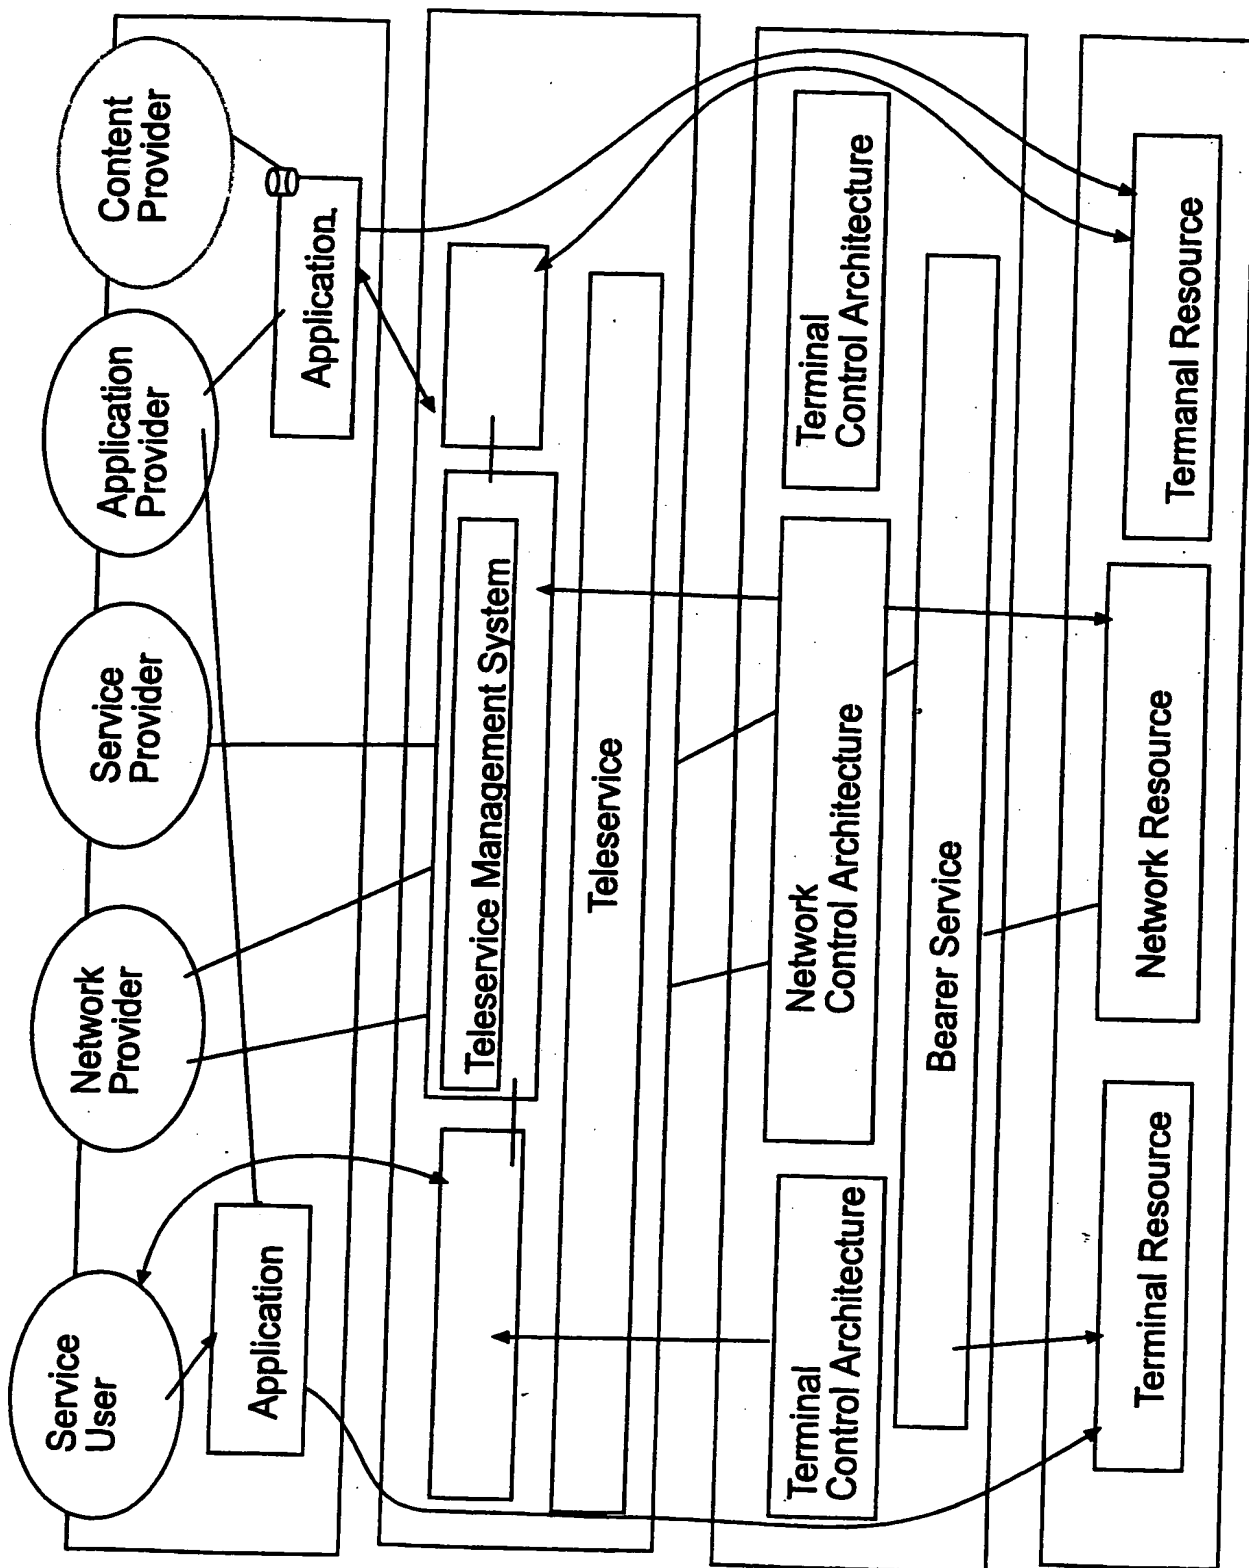 Service
User
Network
Provider
Service
Provider
Application
Provider
Content
Provider
Application
Application.
Teleservice Management System
Teleservice
Terminal
Control Architecture
Network
Control Architecture
Terminal
Control Architecture
Bearer Service
Terminal Resource
Network Resource
Termanal Resource